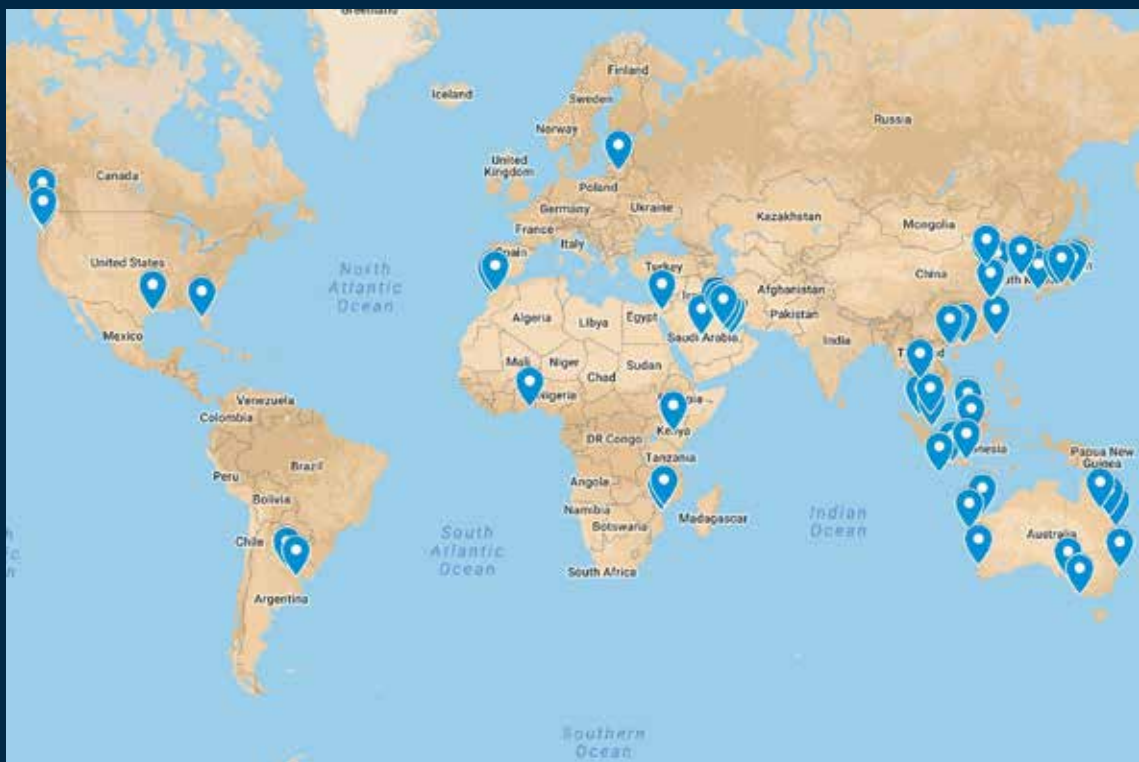 Finland
Iceland
Sweden
Norway
Russia
United
Kingdom
Canada
Poland
Germany
Ukraine
Kazakhstan
Mongolia
France
Italy
United States
North
Atlantic
Ocean
Turkey
China
Afghanistan
Algeria
Libya
Egypt
Pakistan
Mexico
Saudi Arabia
India
Mali
Niger
Chad
Sudan
Venezuela
Nigeria
Colombia
DR Congo
Kenya
Tanzania
Papua New
Guinea
Peru
Brazil
Angola
Bolivia
Namibia
Botswana
Madagascar
Indian
Ocean
Chile
South
Atlantic
Ocean
Australia
South Africa
Argentina
Southern
Ocean